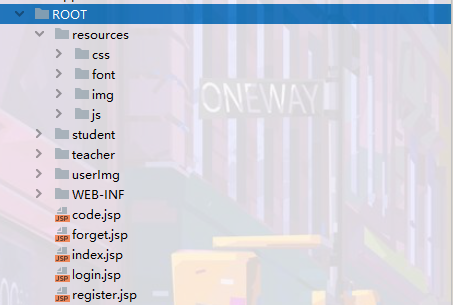 ROOT
resources
css
font
img
js
student
teacher
userImg
WEB-INF
JSP code.jsp
JSP forget.jsp
JSP index.jsp
JSP login.jsp
JSP register.jsp
ONEWAY